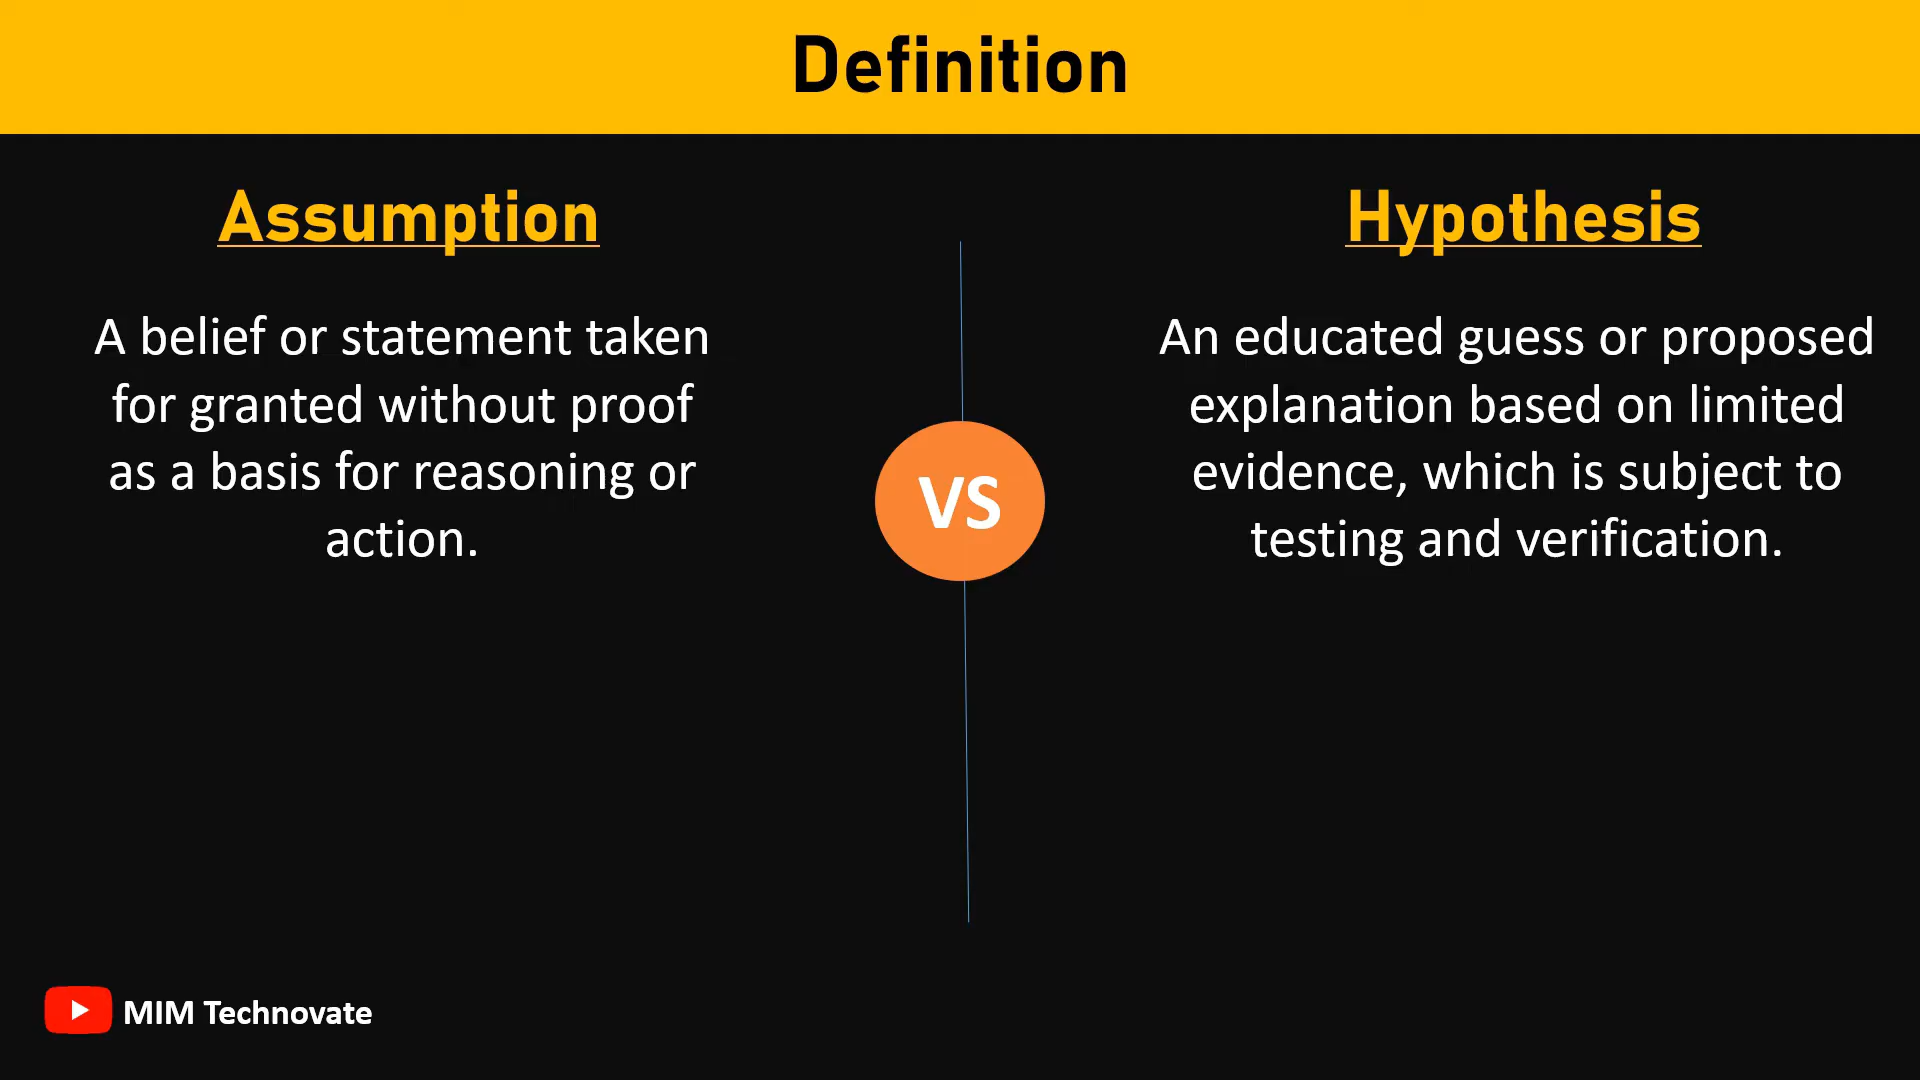 Definition
Assumption
A belief or statement taken
for granted without proof
as a basis for reasoning or
action.
VS
Hypothesis
An educated guess or proposed
explanation based on limited
evidence, which is subject to
testing and verification.
MIM Technovate